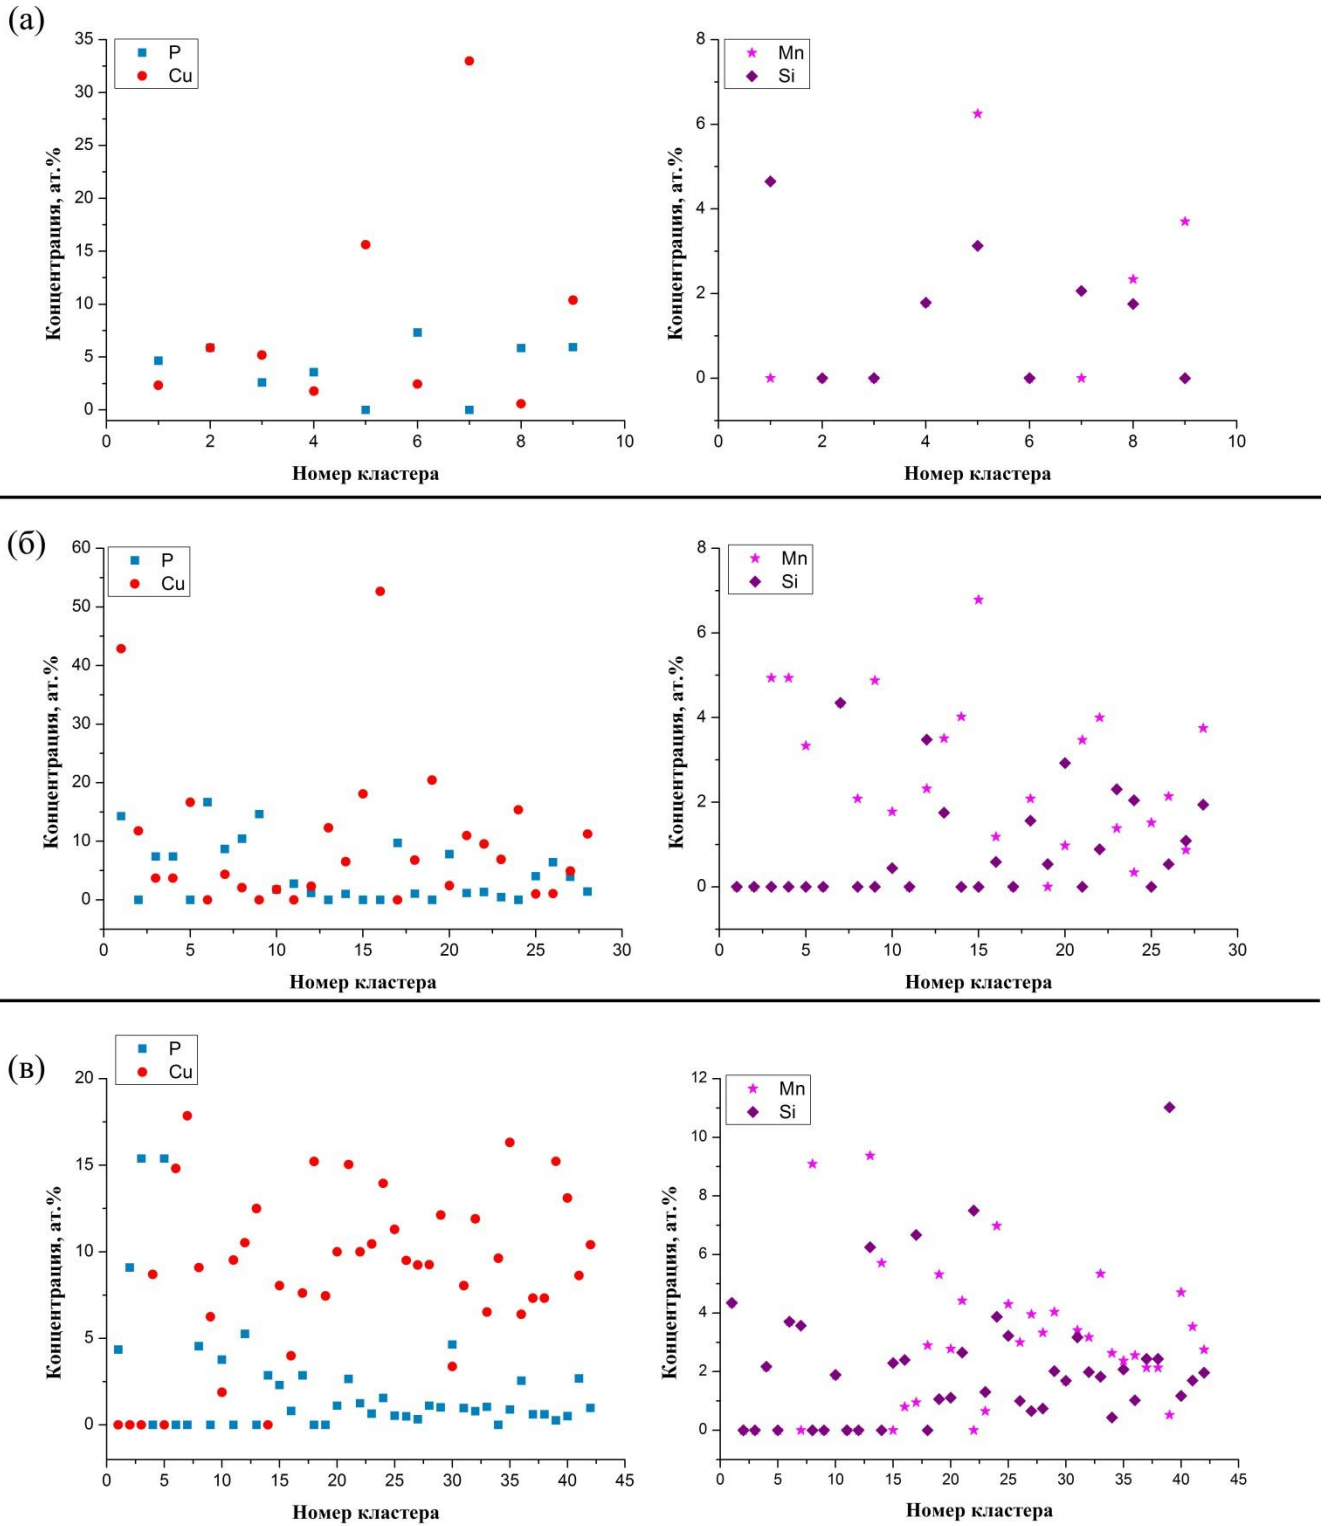 (а)
P
Cu
Концентрация, ат.%
35
30
25
20
15
10
5
0
0 2 4 6 8 10
Номер кластера
Mn
Si
Концентрация, ат.%
8
6
4
2
0
0 2 4 6 8 10
Номер кластера
(б)
P
Cu
Концентрация, ат.%
60
50
40
30
20
10
0
0 5 10 15 20 25 30
Номер кластера
Mn
Si
Концентрация, ат.%
8
6
4
2
0
0 5 10 15 20 25 30
Номер кластера
(в)
P
Cu
Концентрация, ат.%
20
15
10
5
0
0 5 10 15 20 25 30 35 40 45
Номер кластера
Mn
Si
Концентрация, ат.%
12
10
8
6
4
2
0
0 5 10 15 20 25 30 35 40 45
Номер кластера